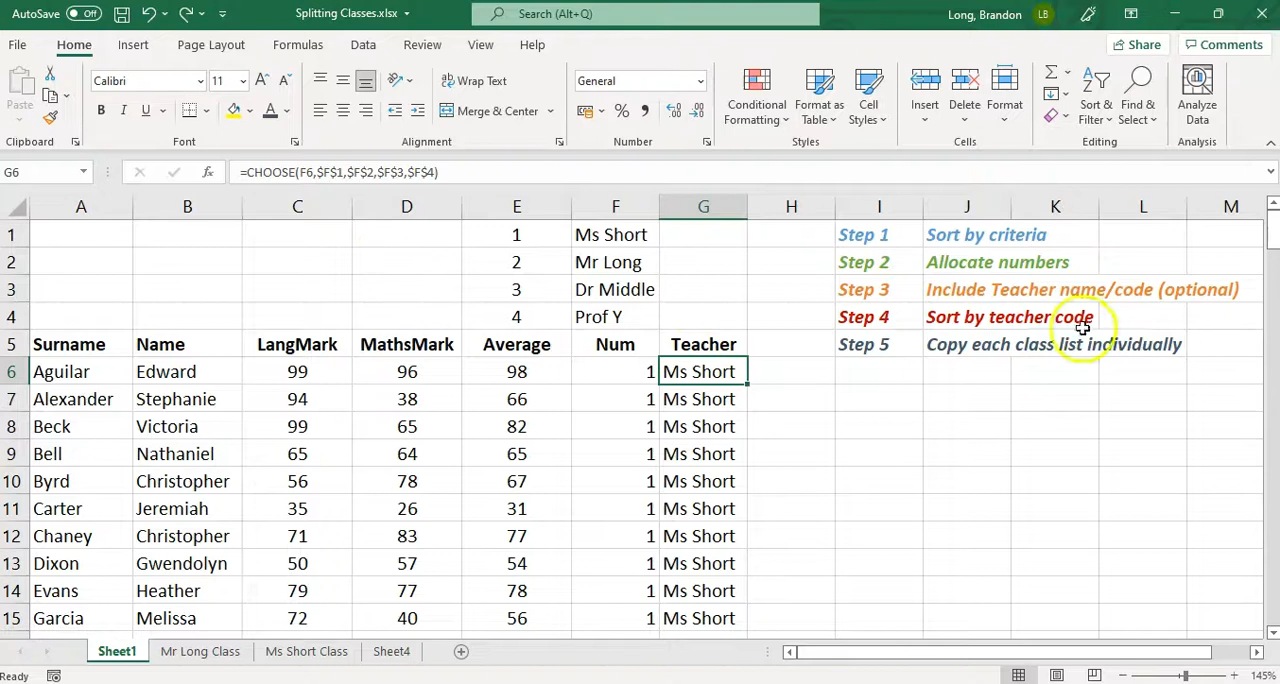 AutoSave Off Splitting Classes.xlsx Search (Alt+Q) Long, Brandon LB
File Home Insert Page Layout Formulas Data Review View Help Share Comments
Calibri 11 Wrap Text General
Paste B I U Merge & Center % Conditional Formatting Format as Table Cell Styles Insert Delete Format Sort & Filter Find & Select Analyze Data
Clipboard Font Alignment Number Styles Cells Editing Analysis
G6 fx =CHOOSE(F6,$F$1,$F$2,$F$3,$F$4)
A B C D E F G H I J K L M
1 1 Ms Short Step 1 Sort by criteria
2 2 Mr Long Step 2 Allocate numbers
3 3 Dr Middle Step 3 Include Teacher name/code (optional)
4 4 Prof Y Step 4 Sort by teacher code
5 Surname Name LangMark MathsMark Average Num Teacher Step 5 Copy each class list individually
6 Aguilar Edward 99 96 98 1 Ms Short
7 Alexander Stephanie 94 38 66 1 Ms Short
8 Beck Victoria 99 65 82 1 Ms Short
9 Bell Nathaniel 65 64 65 1 Ms Short
10 Byrd Christopher 56 78 67 1 Ms Short
11 Carter Jeremiah 35 26 31 1 Ms Short
12 Chaney Christopher 71 83 77 1 Ms Short
13 Dixon Gwendolyn 50 57 54 1 Ms Short
14 Evans Heather 79 77 78 1 Ms Short
15 Garcia Melissa 72 40 56 1 Ms Short
Sheet1 Mr Long Class Ms Short Class Sheet4
Ready 145%